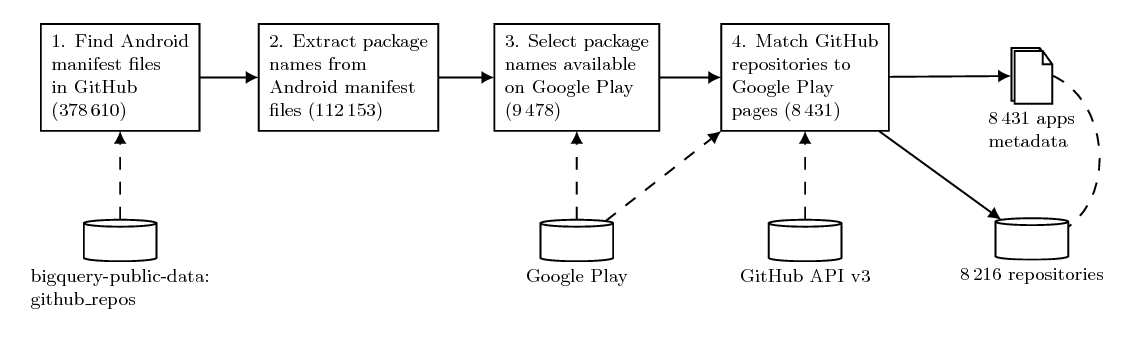 1. Find Android
manifest files
in GitHub
(378 610)
2. Extract package
names from
Android manifest
files (112 153)
3. Select package
names available
on Google Play
(9 478)
4. Match GitHub
repositories to
Google Play
pages (8 431)
8 431 apps
metadata
bigquery-public-data:
github_repos
Google Play
GitHub API v3
8 216 repositories